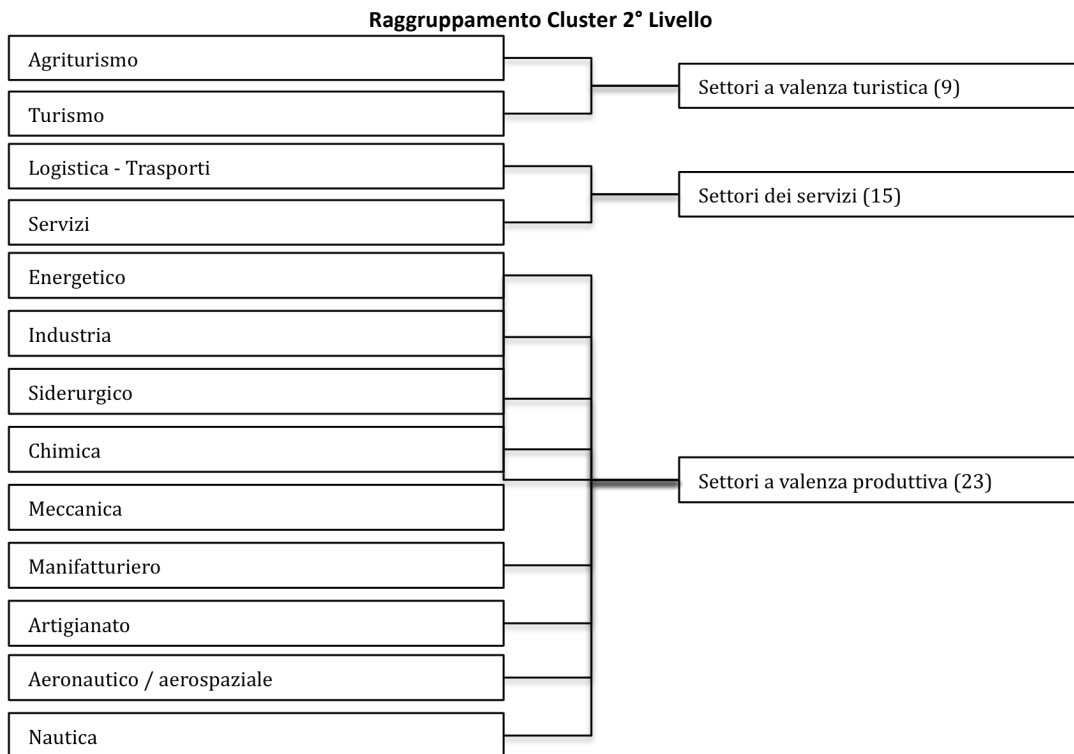 Raggruppamento Cluster 2° Livello
Agriturismo
Turismo
Settori a valenza turistica (9)
Logistica - Trasporti
Servizi
Settori dei servizi (15)
Energetico
Industria
Siderurgico
Chimica
Meccanica
Manifatturiero
Artigianato
Aeronautico / aerospaziale
Nautica
Settori a valenza produttiva (23)